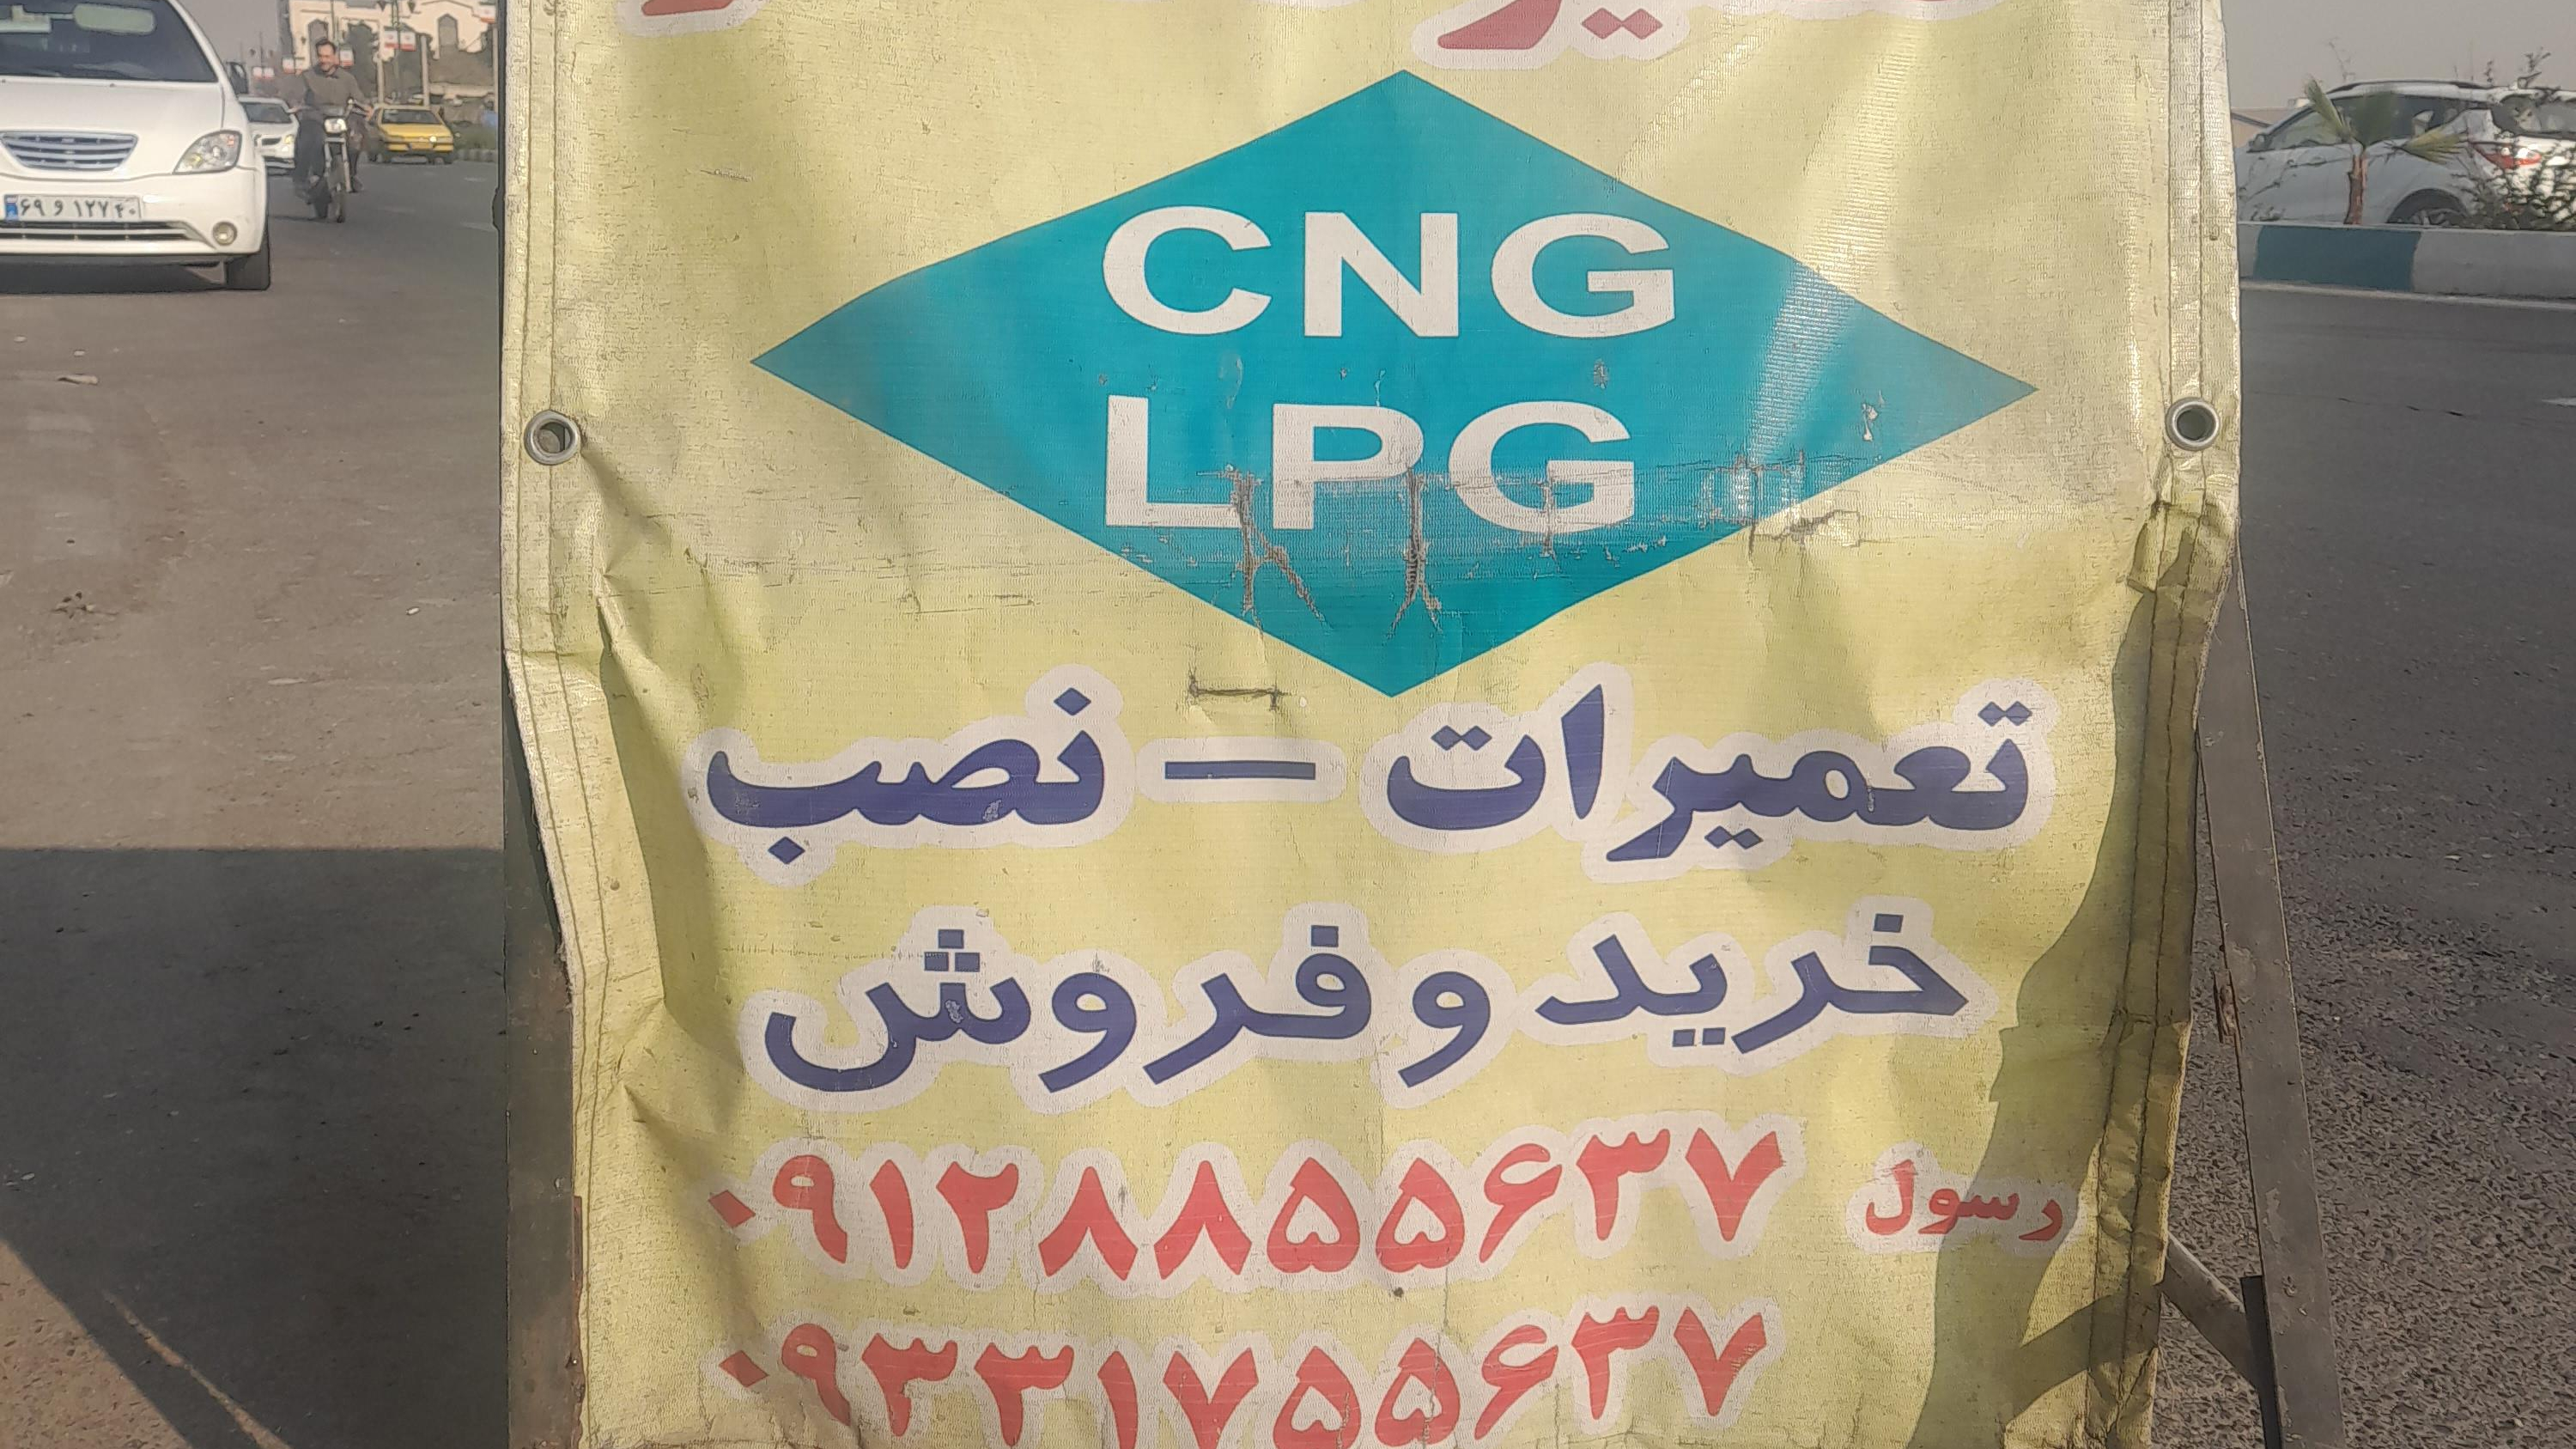 CNG
LPG
تعمیرات - نصب
خرید و فروش
رسول ۰۹۱۲۸۸۵۵۶۳۷
۰۹۳۳۱۷۵۵۶۳۷